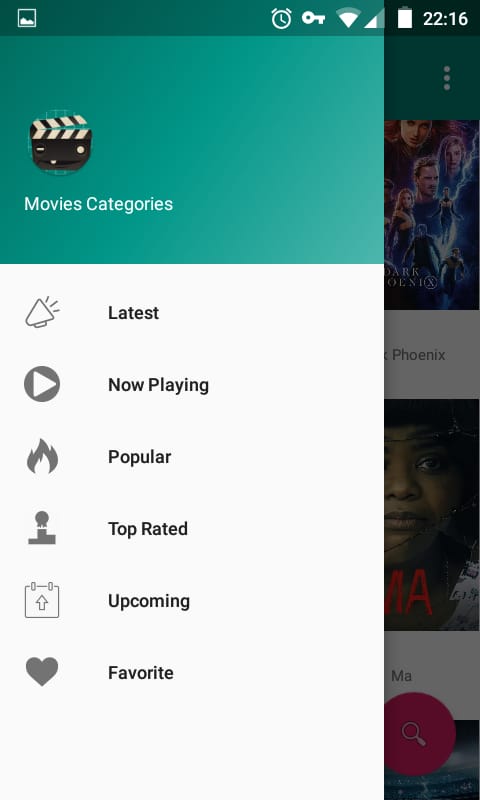 22:16
Movies Categories
DARK
PHOENIX
Latest
Phoenix
Now Playing
Popular
Top Rated
MA
Upcoming
Favorite
Ma